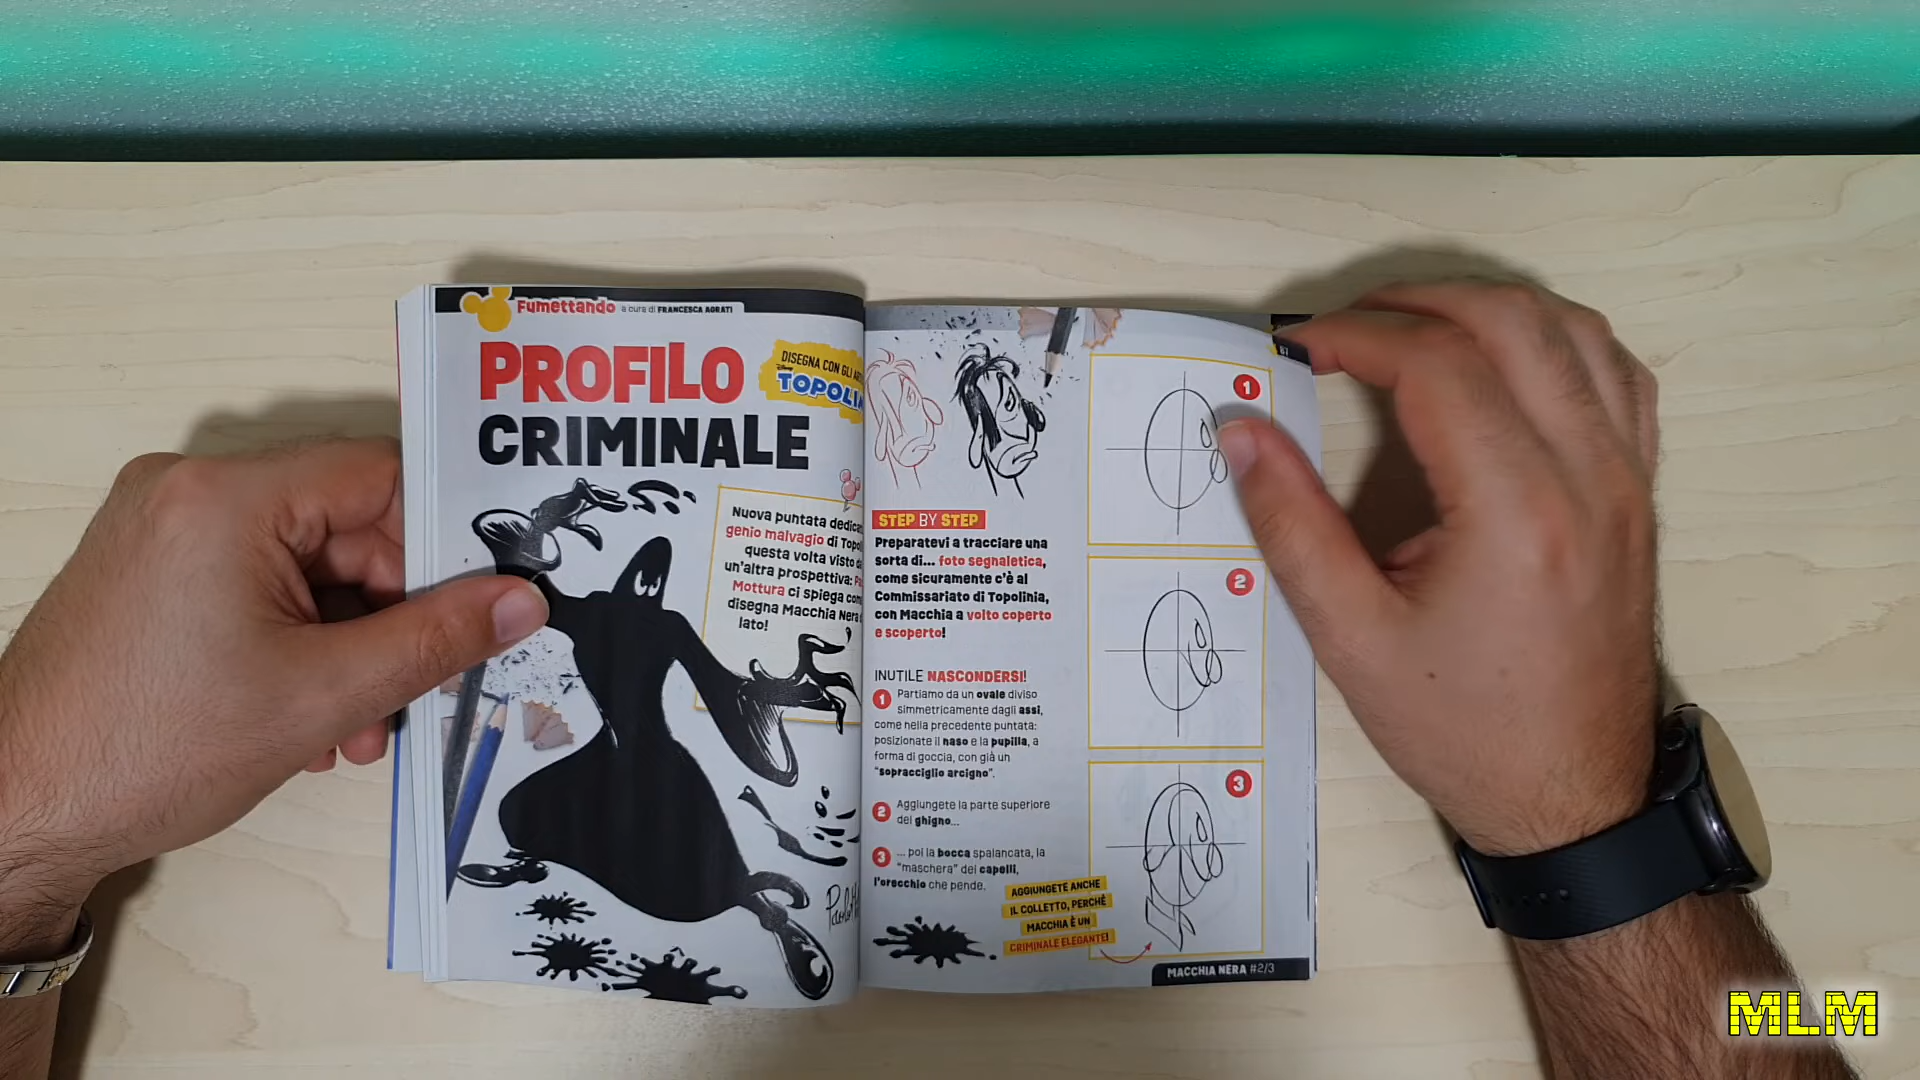 Fumettando a cura di FRANCESCA AGRATI
PROFILO
CRIMINALE
DISEGNA CON GLI
Disney
Nuova puntata
genio malvagio di
questa volta visto
un'altra prospettiva:
Mottura ci spiega
disegna Macchia Nera
lato!
67
STEP BY STEP
Preparatevi a tracciare una
sorta di... foto segnaletica,
come sicuramente c'è al
Commissariato di Topolinia,
con Macchia a volto coperto
e scoperto!
INUTILE NASCONDERSI!
1 Partiamo da un ovale diviso
simmetricamente dagli assi,
come nella precedente puntata:
posizionate il naso e la pupilla, a
forma di goccia, con già un
"sopracciglio arcigno".
2 Aggiungete la parte superiore
del ghigno...
3 ... poi la bocca spalancata, la
"maschera" dei capelli,
l'orecchio che pende.
AGGIUNGETE ANCHE
IL COLLETTO, PERCHÉ
MACCHIA È UN
CRIMINALE ELEGANTE!
1
2
3
MACCHIA NERA #2/3
MLM